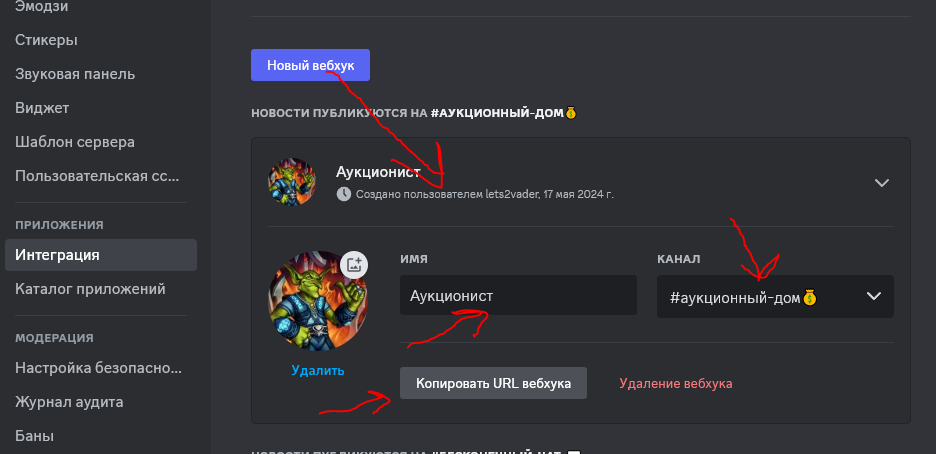 Эмодзи
Стикеры
Звуковая панель
Виджет
Шаблон сервера
Пользовательская сс...
ПРИЛОЖЕНИЯ
Интеграция
Каталог приложений
МОДЕРАЦИЯ
Настройка безопасно...
Журнал аудита
Баны
Новый вебхук
НОВОСТИ ПУБЛИКУЮТСЯ НА #АУКЦИОННЫЙ-ДОМ💰
Аукционист
Создано пользователем lets2vader, 17 мая 2024 г.
ИМЯ
Аукционист
КАНАЛ
#аукционный-дом💰
Удалить
Копировать URL вебхука
Удаление вебхука